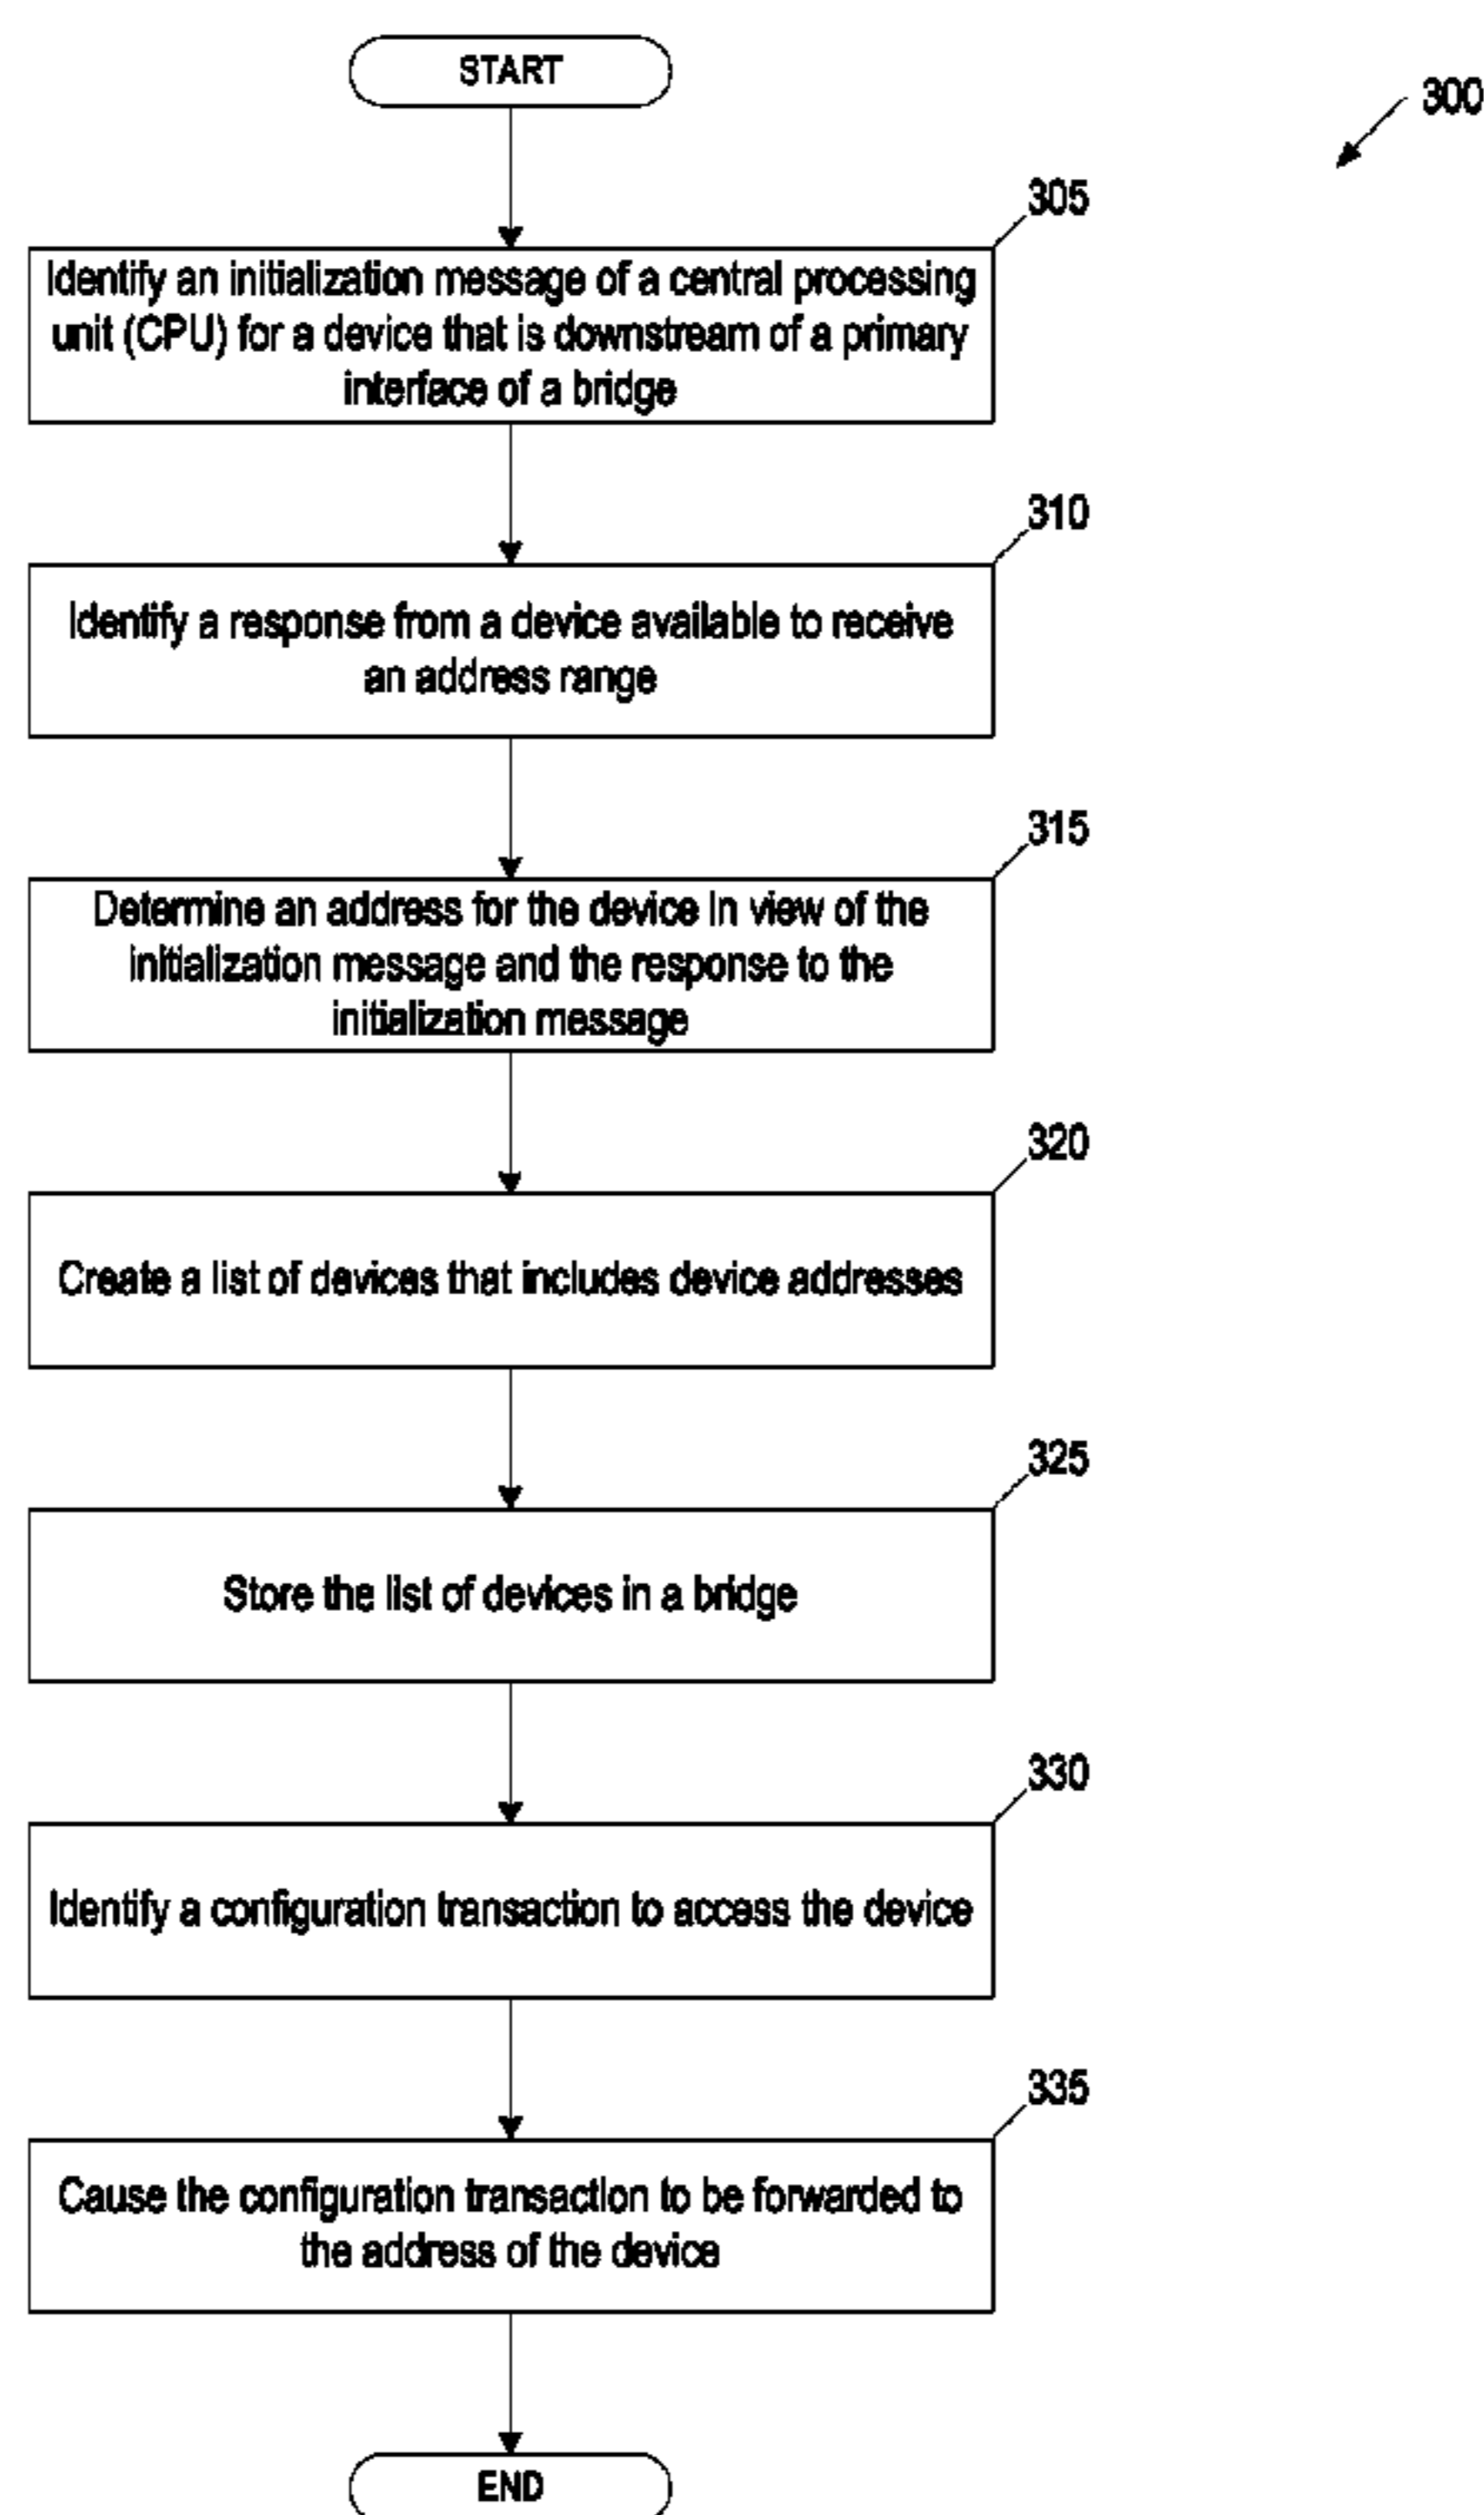 START
300
305
Identify an initialization message of a central processing
unit (CPU) for a device that is downstream of a primary
interface of a bridge
310
Identify a response from a device available to receive
an address range
315
Determine an address for the device in view of the
initialization message and the response to the
initialization message
320
Create a list of devices that includes device addresses
325
Store the list of devices in a bridge
330
Identify a configuration transaction to access the device
335
Cause the configuration transaction to be forwarded to
the address of the device
END